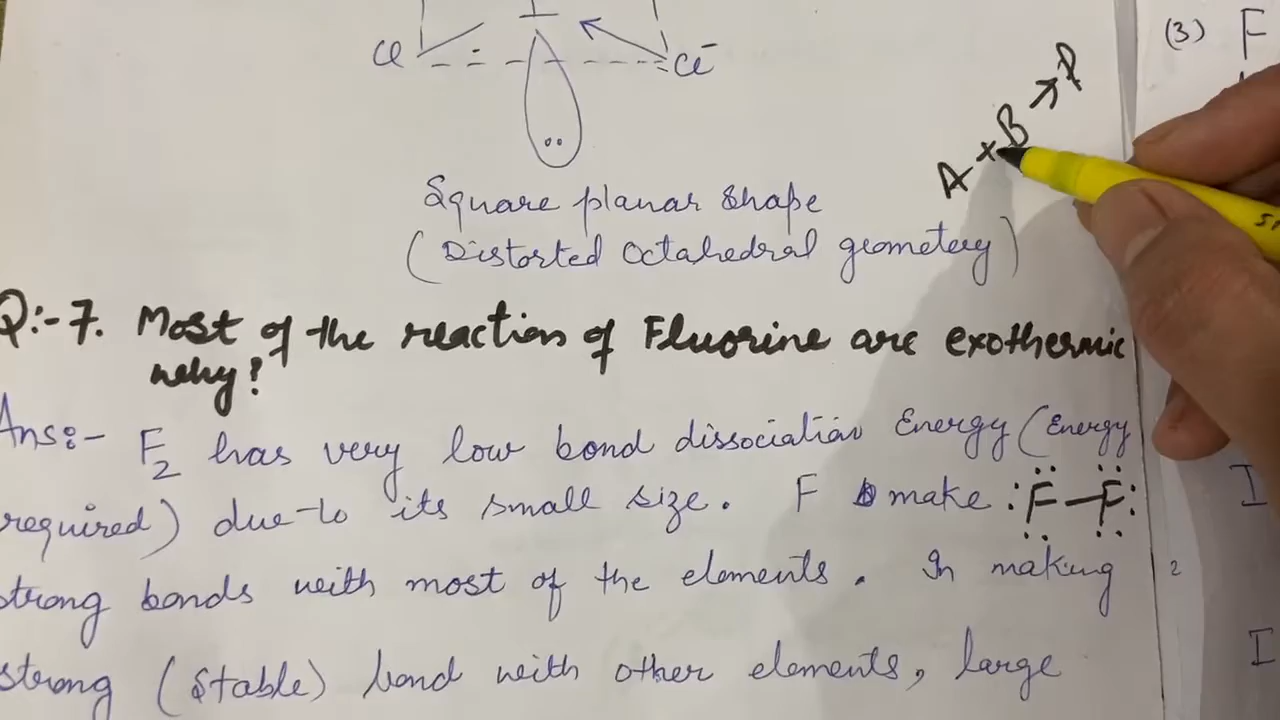 Cl
I
Cl⁻
(3) F
A + B → P
Square planar shape
(Distorted Octahedral geometery)
Q:-7. Most of the reaction of Fluorine are exothermic
why?
Ans:- F₂ has very low bond dissociation Energy (Energy
required) due-to its small size. F make :F–F:
strong bonds with most of the elements. In making
strong (Stable) bond with other elements, large
2
I
I